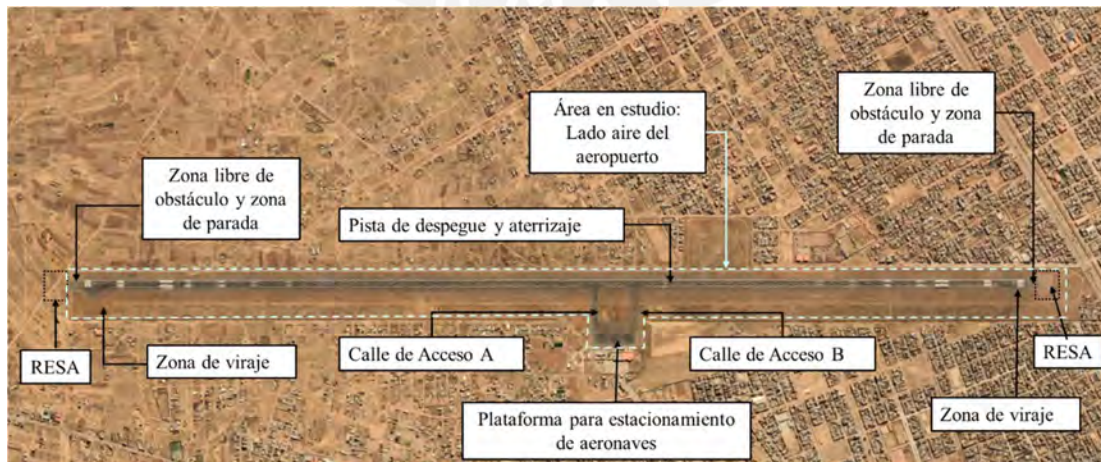 Zona libre de
obstáculo y zona
de parada
Área en estudio:
Lado aire del
aeropuerto
Zona libre de
obstáculo y zona
de parada
Pista de despegue y aterrizaje
RESA
Zona de viraje
Calle de Acceso A
Calle de Acceso B
RESA
Plataforma para estacionamiento
de aeronaves
Zona de viraje